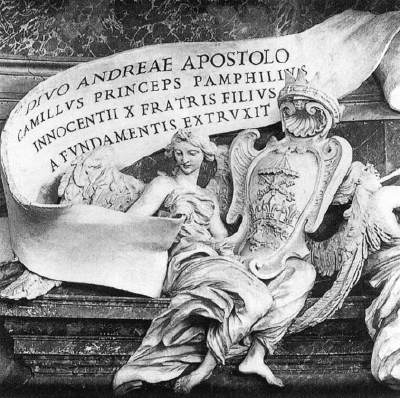 DIVO ANDREAE APOSTOLO
CAMILLVS PRINCEPS PAMPHILIVS
INNOCENTII X FRATRIS FILIVS
A FVNDAMENTIS EXTRVXIT